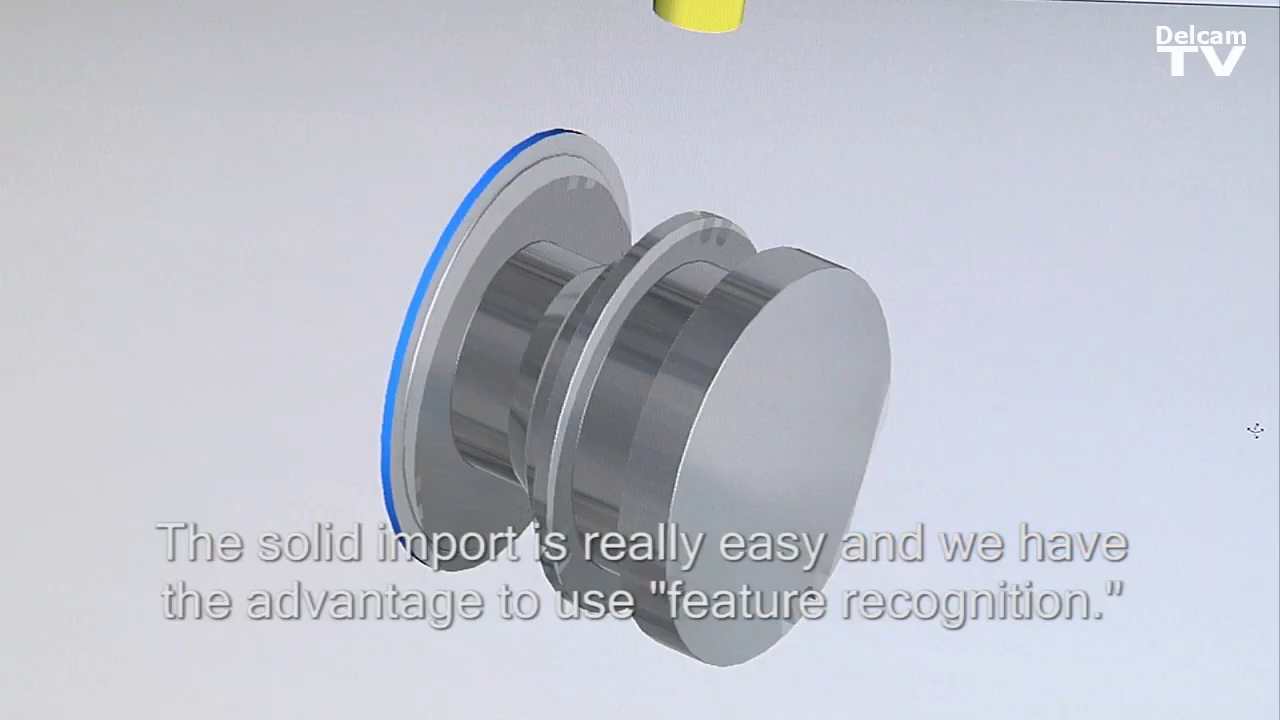 Delcam
TV
The solid import is really easy and we have
the advantage to use "feature recognition."